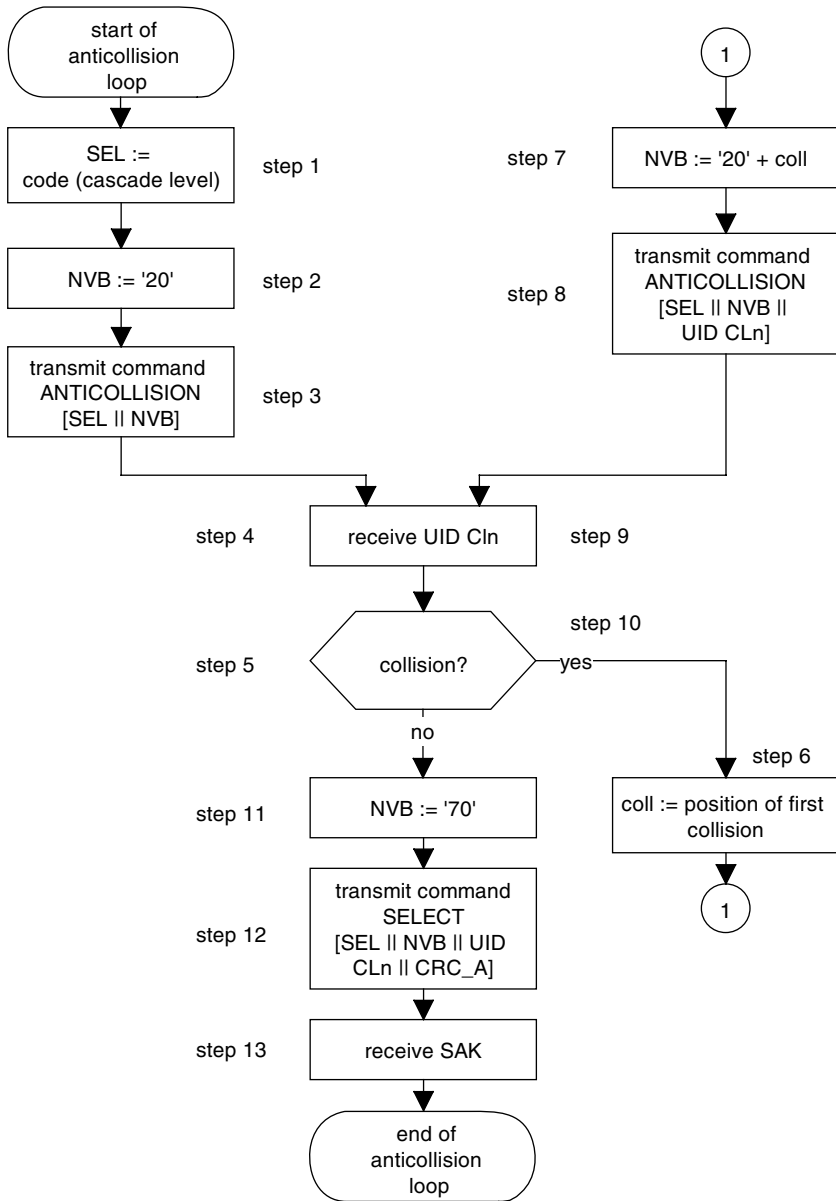 start of
anticollision
loop
SEL :=
code (cascade level)
step 1
NVB := '20'
step 2
transmit command
ANTICOLLISION
[SEL || NVB]
step 3
1
step 7
NVB := '20' + coll
step 8
transmit command
ANTICOLLISION
[SEL || NVB ||
UID CLn]
step 4
receive UID Cln
step 9
step 5
collision?
step 10
yes
no
step 6
coll := position of first
collision
1
step 11
NVB := '70'
step 12
transmit command
SELECT
[SEL || NVB || UID
CLn || CRC_A]
step 13
receive SAK
end of
anticollision
loop